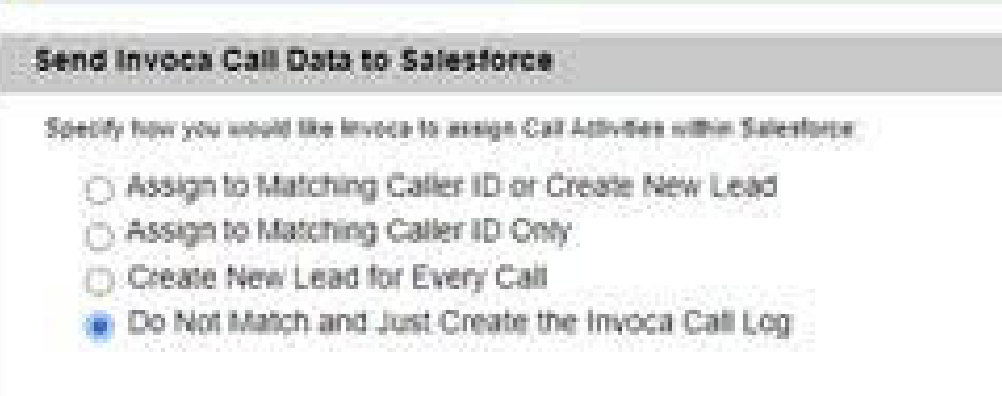 Send Invoca Call Data to Salesforce
Specify how you would like Invoca to assign Call Activities within Salesforce:
Assign to Matching Caller ID or Create New Lead
Assign to Matching Caller ID Only
Create New Lead for Every Call
Do Not Match and Just Create the Invoca Call Log